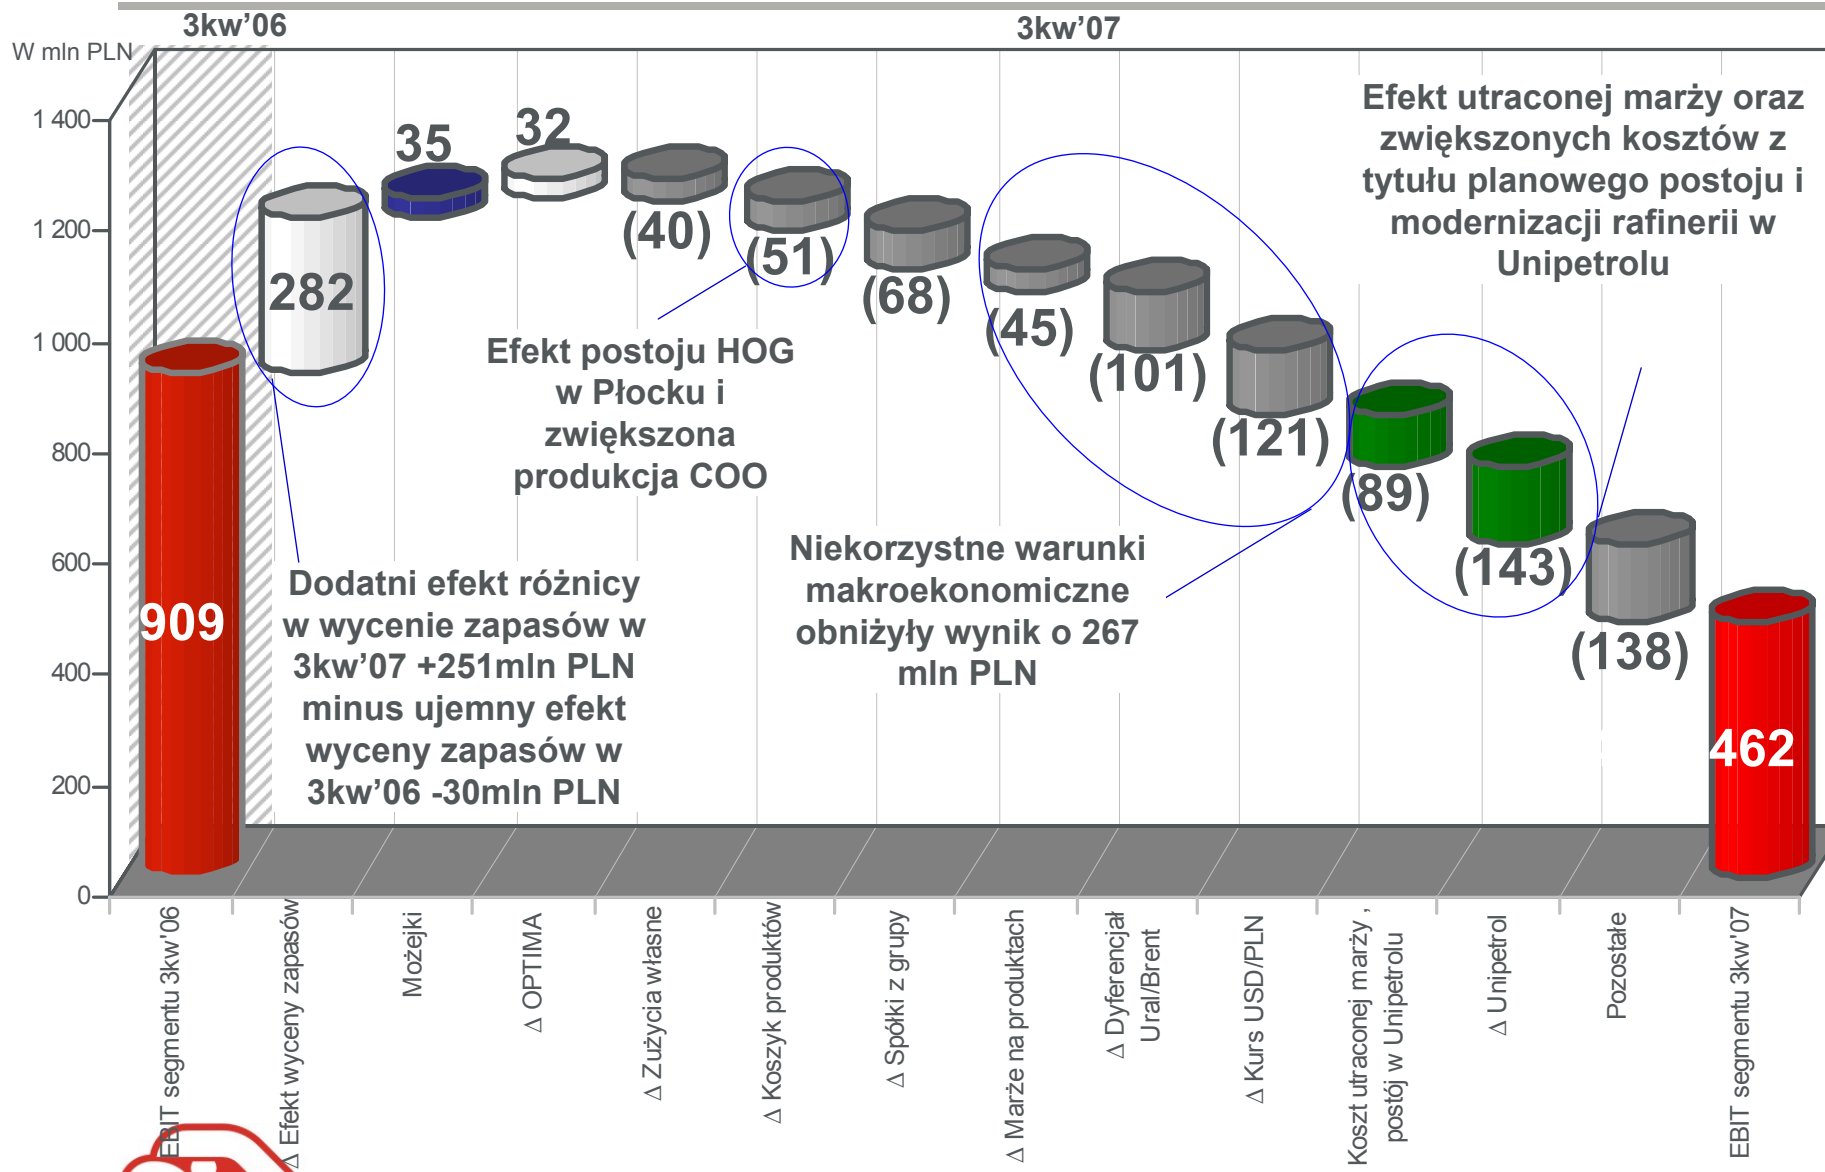 3kw’06
3kw’07
W mln PLN
1 400
1 200
1 000
800
600
400
200
0
909
282
35
32
(40)
(51)
(68)
(45)
(101)
(121)
(89)
(143)
(138)
462
Efekt utraconej marży oraz
zwiększonych kosztów z
tytułu planowego postoju i
modernizacji rafinerii w
Unipetrolu
Efekt postoju HOG
w Płocku i
zwiększona
produkcja COO
Niekorzystne warunki
makroekonomiczne
obniżyły wynik o 267
mln PLN
Dodatni efekt różnicy
w wycenie zapasów w
3kw’07 +251mln PLN
minus ujemny efekt
wyceny zapasów w
3kw’06 -30mln PLN
EBIT segmentu 3kw'06
Δ Efekt wyceny zapasów
Możejki
Δ OPTIMA
Δ Zużycia własne
Δ Koszyk produktów
Δ Spółki z grupy
Δ Marże na produktach
Δ Dyferencjał
Ural/Brent
Δ Kurs USD/PLN
Koszt utraconej marży ,
postój w Unipetrolu
Δ Unipetrol
Pozostałe
EBIT segmentu 3kw'07